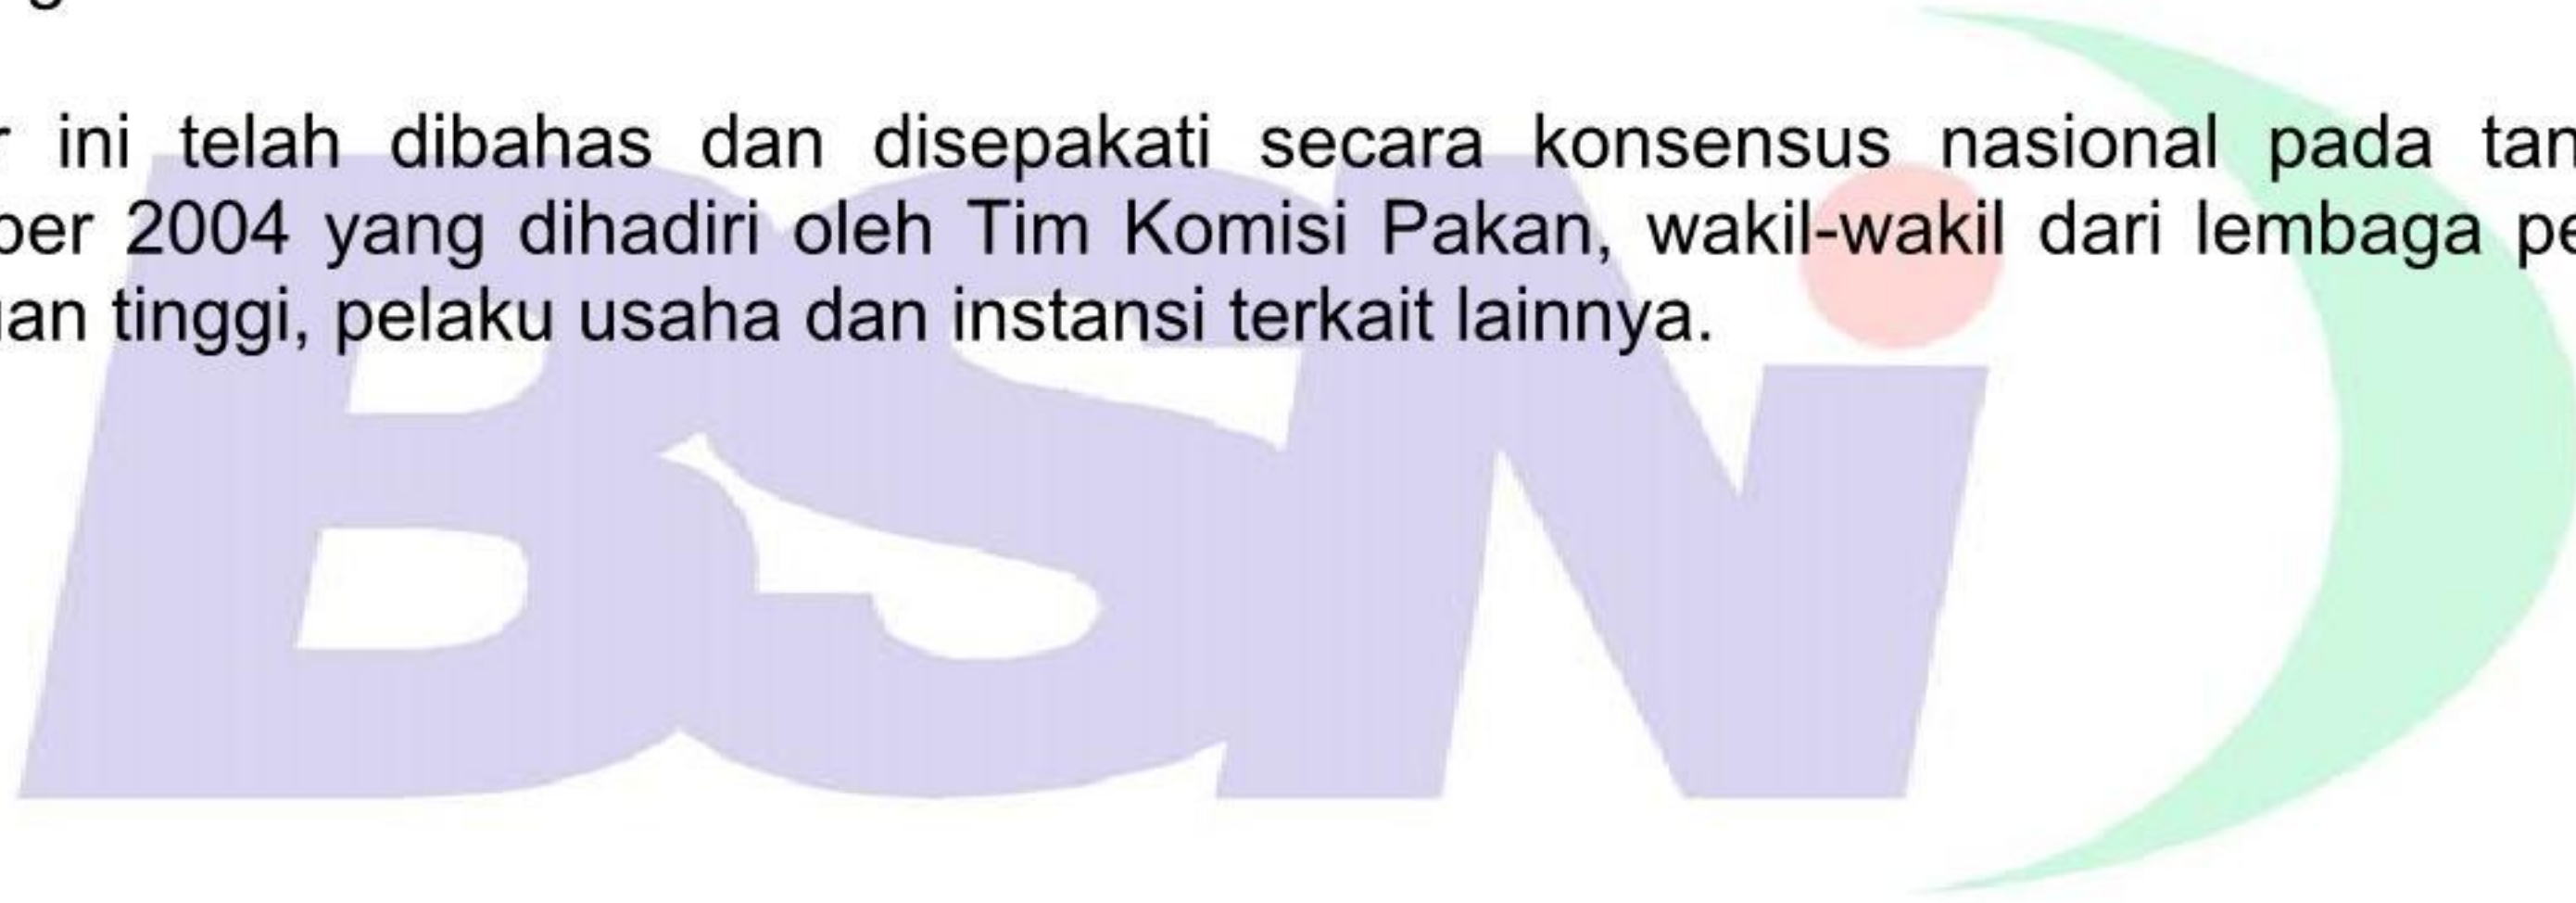 ini telah dibahas dan disepakati secara konsensus nasional pada
2004 yang dihadiri oleh Tim Komisi Pakan, wakil-wakil dari lembaga
tinggi, pelaku usaha dan instansi terkait lainnya.
BSNi